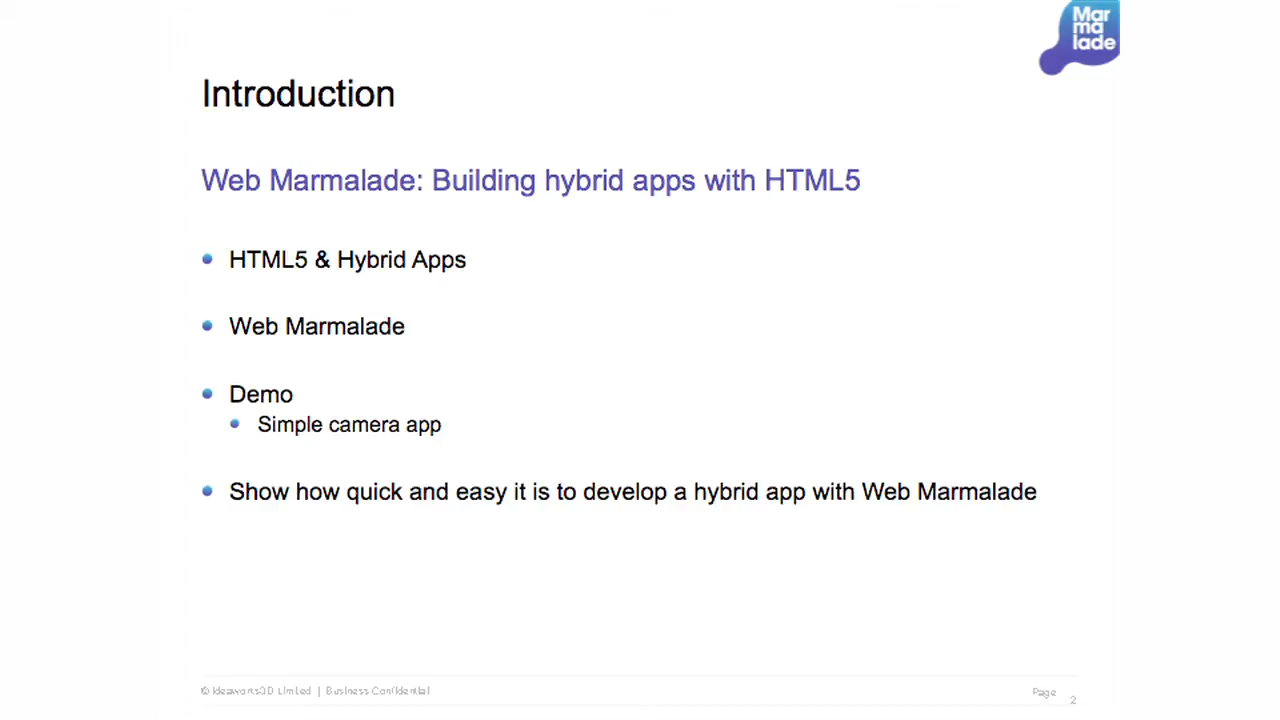 Mar
ma
lade
Introduction
Web Marmalade: Building hybrid apps with HTML5
HTML5 & Hybrid Apps
Web Marmalade
Demo
Simple camera app
Show how quick and easy it is to develop a hybrid app with Web Marmalade
© Ideaworks3D Limited | Business Confidential
Page 2